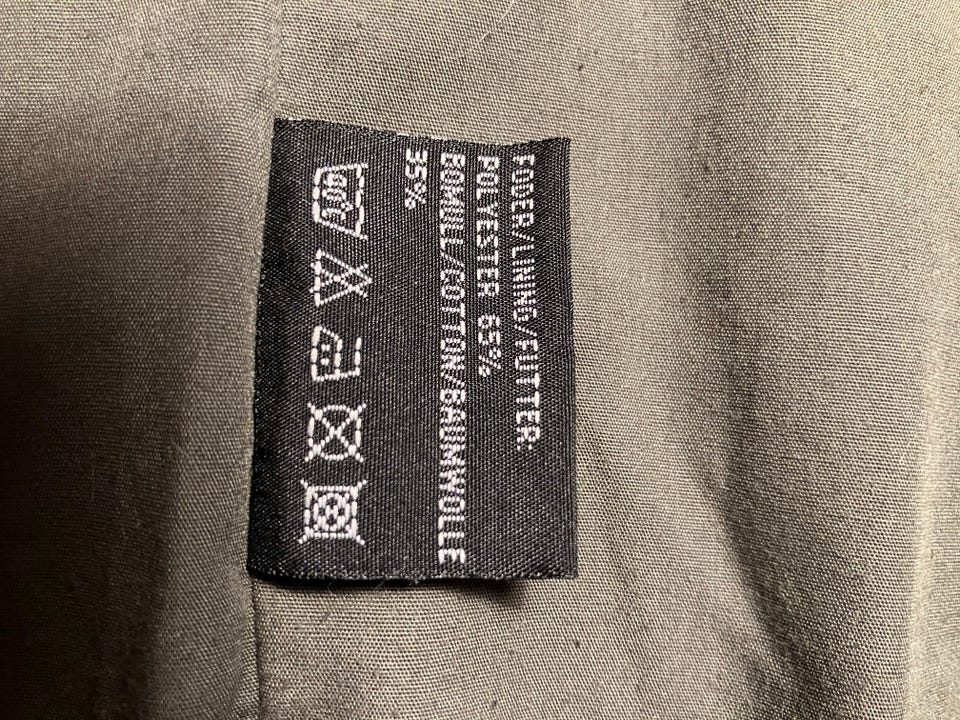 FODER/LINING/FUTTER
POLYESTER 65%
BOMULL/COTTON/BAUMWOLLE
35%